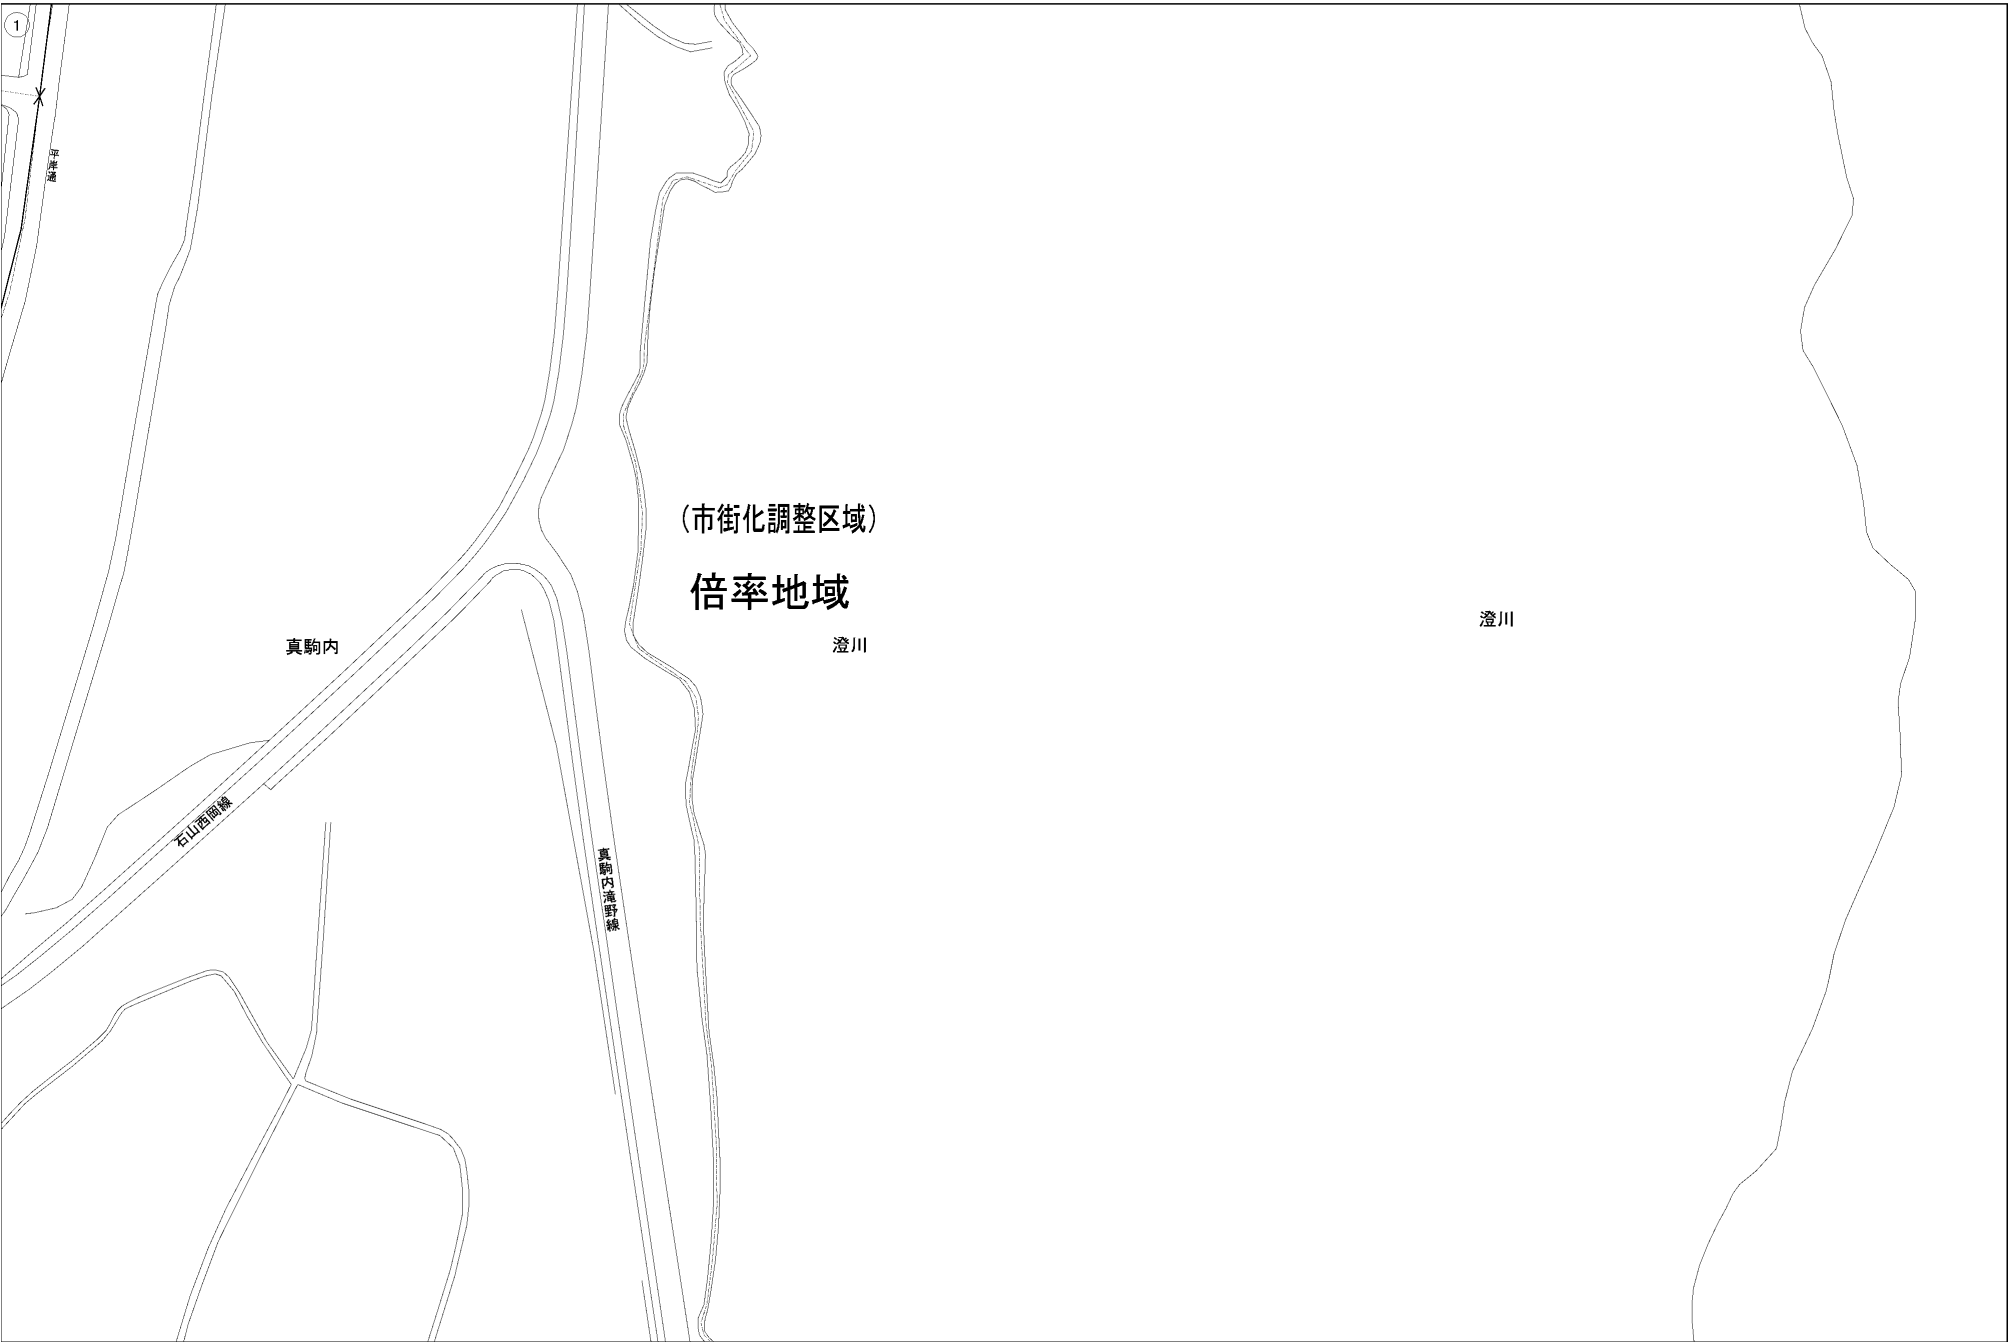 1
平岸通
（市街化調整区域）
倍率地域
澄川
真駒内
澄川
石山西岡線
真駒内滝野線